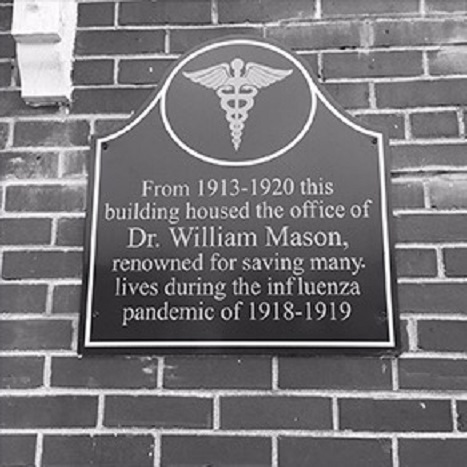 From 1913-1920 this
building housed the office of
Dr. William Mason,
renowned for saving many
lives during the influenza
pandemic of 1918-1919